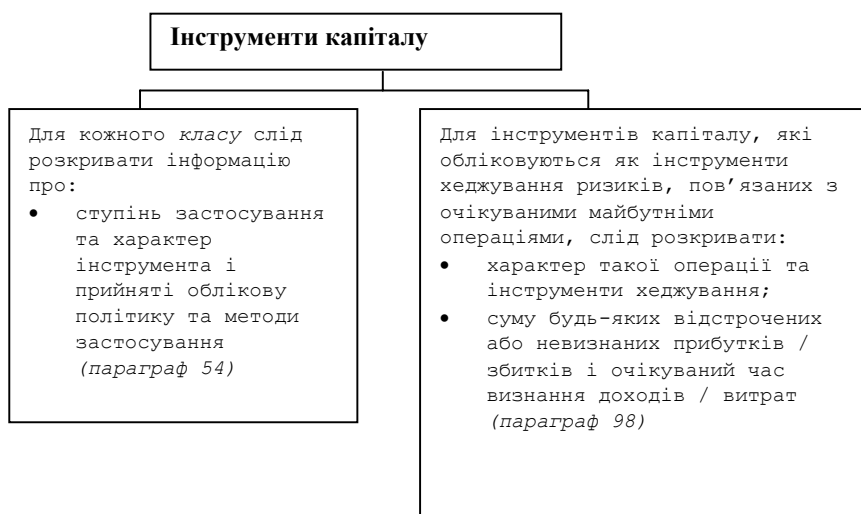 Інструменти капіталу
Для кожного класу слід
розкривати інформацію
про:
• ступінь застосування
та характер
інструмента і
прийняті облікову
політику та методи
застосування
(параграф 54)
Для інструментів капіталу, які
обліковуються як інструменти
хеджування ризиків, пов’язаних з
очікуваними майбутніми
операціями, слід розкривати:
• характер такої операції та
інструменти хеджування;
• суму будь-яких відстрочених
або невизнаних прибутків /
збитків і очікуваний час
визнання доходів / витрат
(параграф 98)